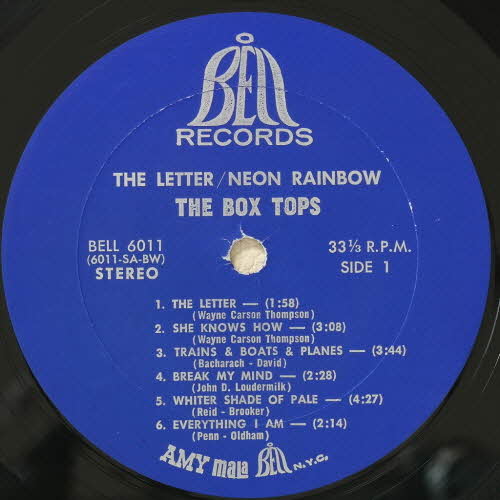 BELL
RECORDS
THE LETTER/NEON RAINBOW
THE BOX TOPS
BELL 6011
(6011-SA-BW)
STEREO
33⅓ R.P.M.
SIDE 1
1. THE LETTER — (1:58)
(Wayne Carson Thompson)
2. SHE KNOWS HOW — (3:08)
(Wayne Carson Thompson)
3. TRAINS & BOATS & PLANES — (3:44)
(Bacharach - David)
4. BREAK MY MIND — (2:28)
(John D. Loudermilk)
5. WHITER SHADE OF PALE — (4:27)
(Reid - Brooker)
6. EVERYTHING I AM — (2:14)
(Penn - Oldham)
AMY mala BELL N.Y.C.